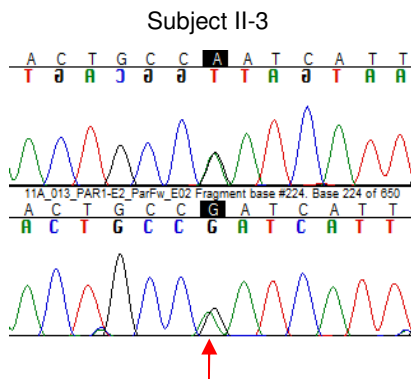 Subject II-3
A C T G C C A A T C A T T
T G A C G G T T A G T A A
11A_013_PAR1-E2_ParFw_E02 Fragment base #224. Base 224 of 650
A C T G C C G A T C A T T
A C T G C C G A T C A T T